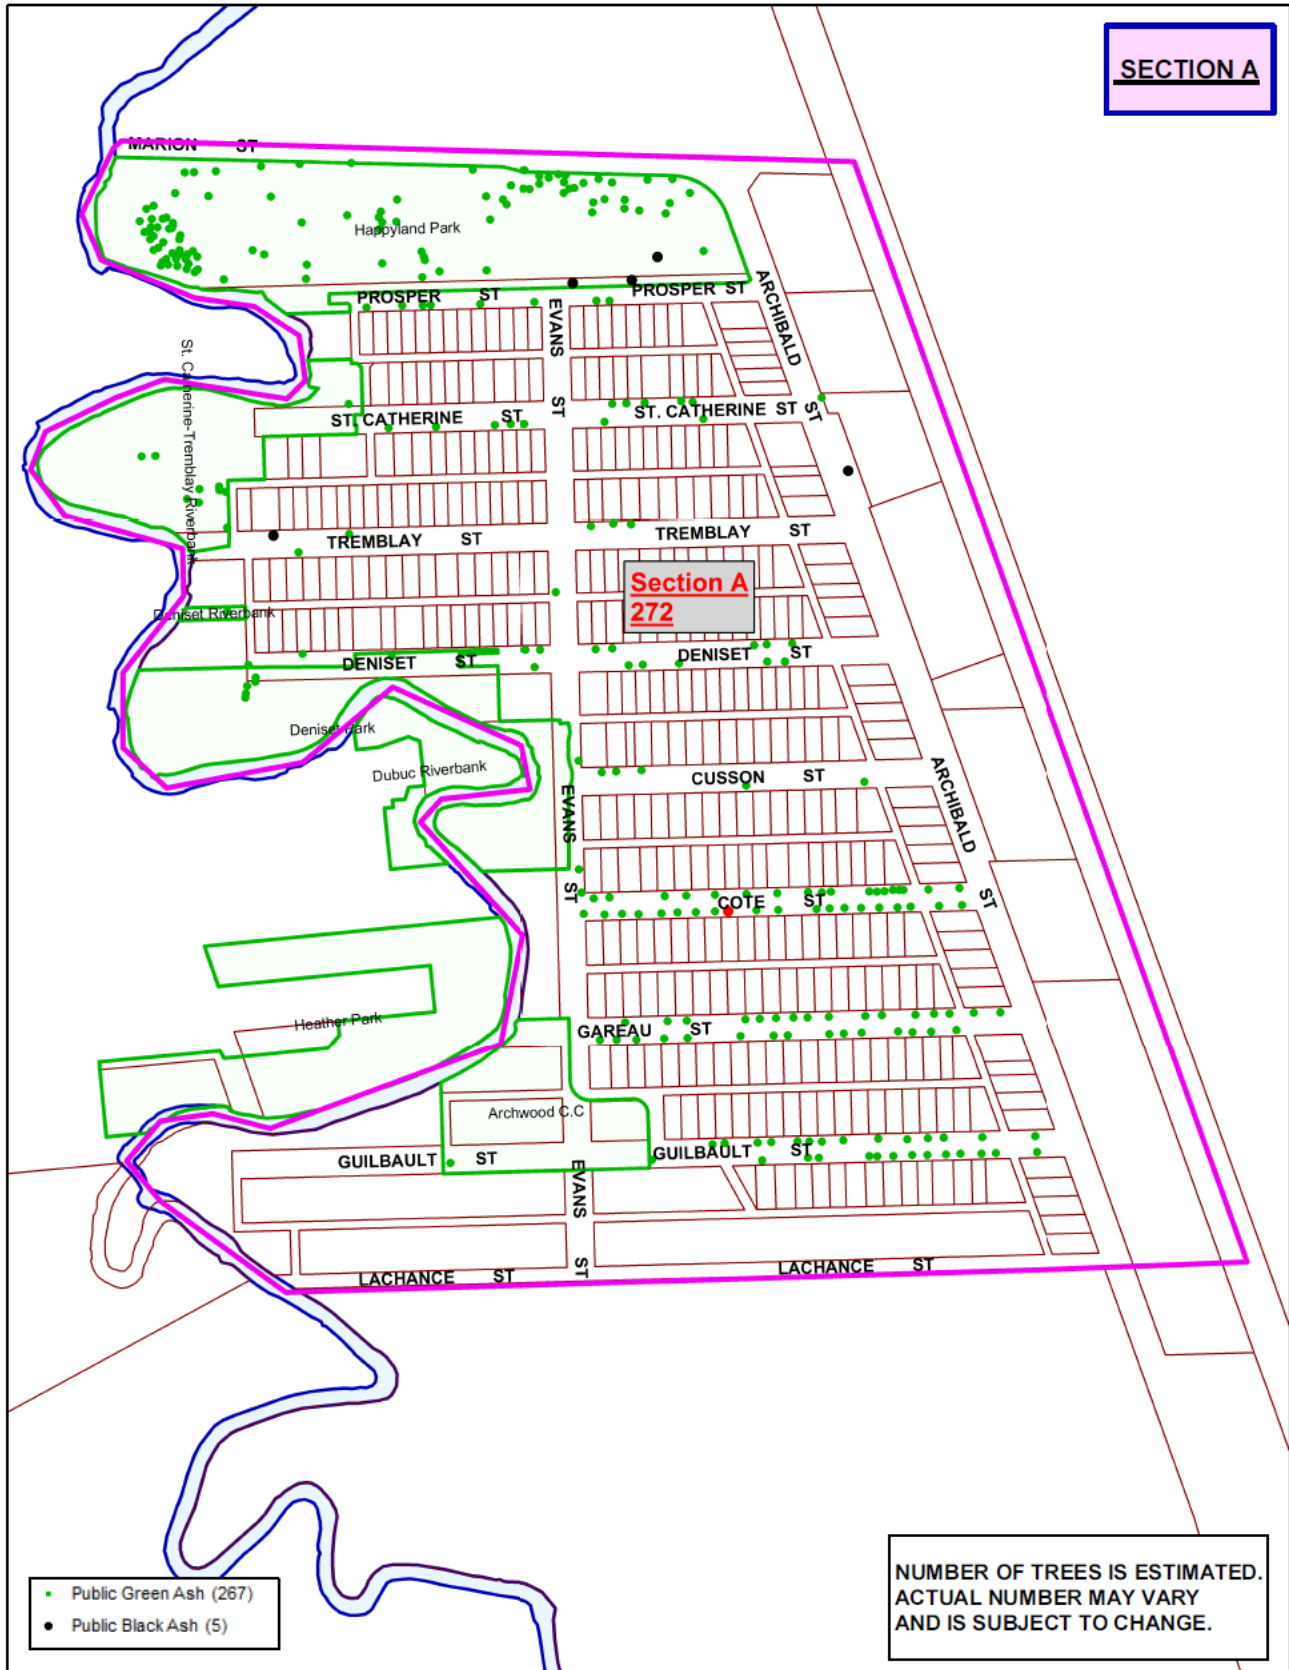 SECTION A
MARION ST
Happyland Park
PROSPER ST
PROSPER ST
ARCHIBALD ST
EVANS ST
St. Catherine-Tremblay Riverbank
ST. CATHERINE ST
ST. CATHERINE ST
TREMBLAY ST
TREMBLAY ST
Section A
272
Deniset Riverbank
DENISET ST
DENISET ST
Deniset Park
Dubuc Riverbank
CUSSON ST
EVANS ST
ARCHIBALD ST
COTE ST
Heather Park
GAREAU ST
Archwood C.C
GUILBAULT ST
GUILBAULT ST
EVANS ST
LACHANCE ST
LACHANCE ST
Public Green Ash (267)
Public Black Ash (5)
NUMBER OF TREES IS ESTIMATED.
ACTUAL NUMBER MAY VARY
AND IS SUBJECT TO CHANGE.